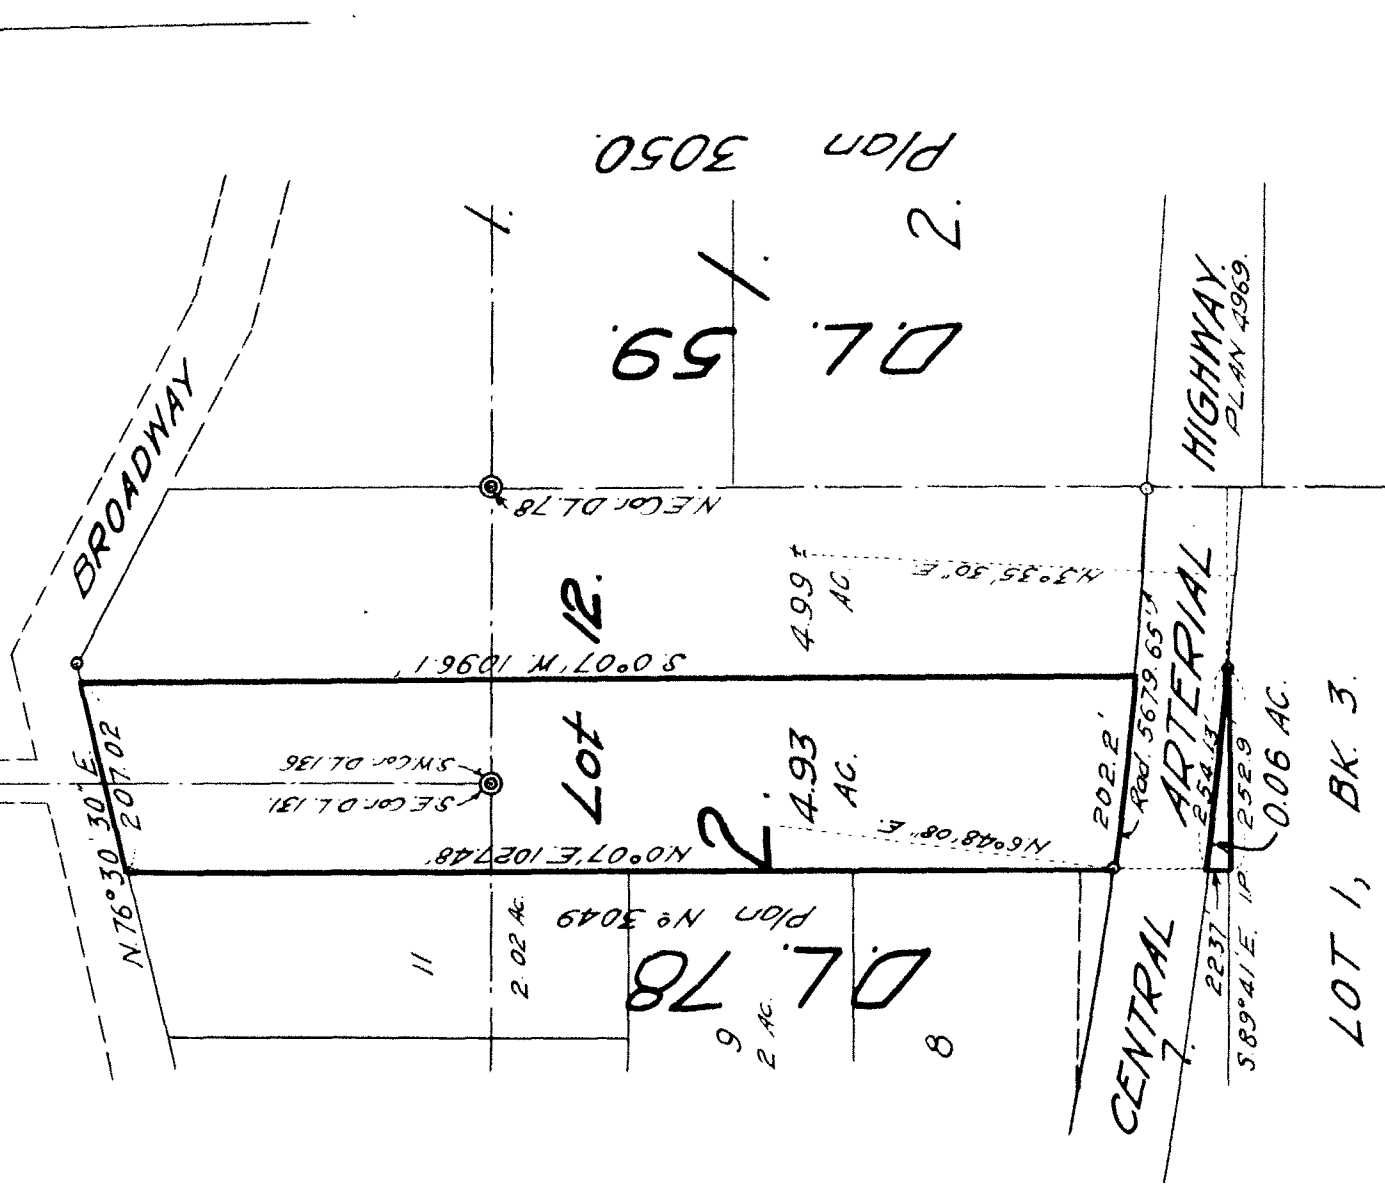 Plan 3050.
1.
2.
1.
D.L. 59.
BROADWAY
HIGHWAY.
PLAN 4969.
N.E. Cor. D.L. 78
N.3°35'30" E.
4.99
AC.
12.
S.0°07'W. 1096.1'
Rad. 5679.65'
ARTERIAL
N.76°30'30" E.
207.02
S.W. Cor. D.L. 136
S.E. Cor. D.L. 131
Lot
2.
4.93
AC.
202.2'
254.13'
252.9
0.06 AC.
N.6°48'08" E.
N.0°07'E. 1027.48'
I.P.
22.37'
S.89°41'E.
Plan Nº 3049
D.L. 78
11
2.02 Ac.
9
2 AC.
8
CENTRAL
7.
LOT 1, BK. 3.